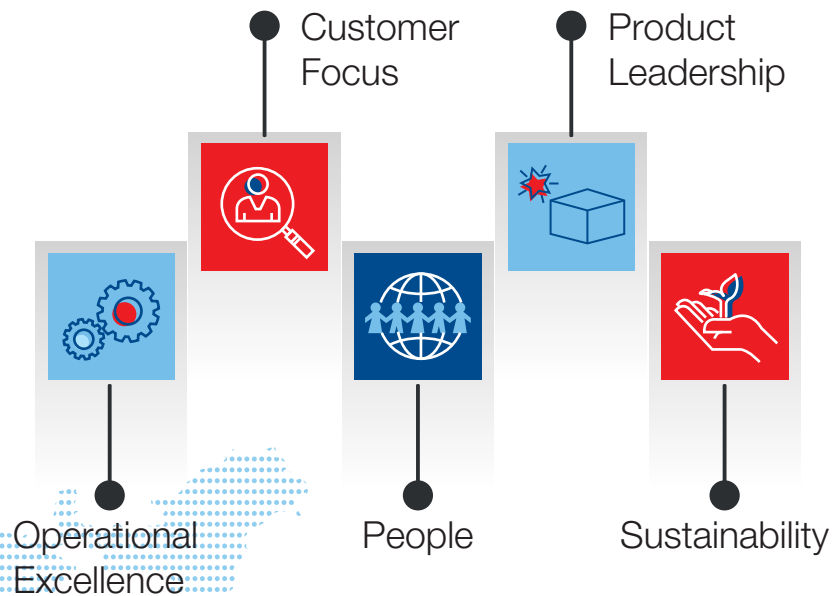 Customer
Focus
Product
Leadership
Operational
Excellence
People
Sustainability